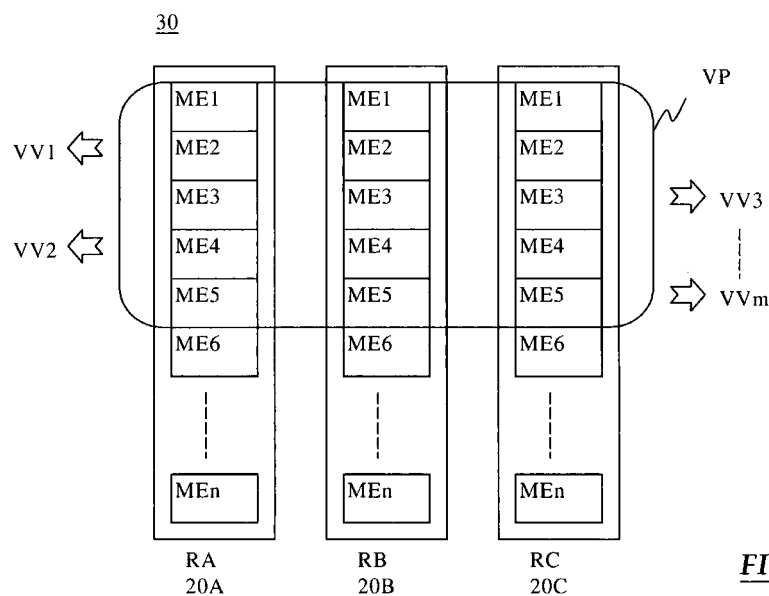 30
VP
ME1 ME1 ME1
VV1
ME2 ME2 ME2
ME3 ME3 ME3
VV3
VV2
ME4 ME4 ME4
ME5 ME5 ME5
VVm
ME6 ME6 ME6
MEn MEn MEn
RA RB RC
20A 20B 20C
FI